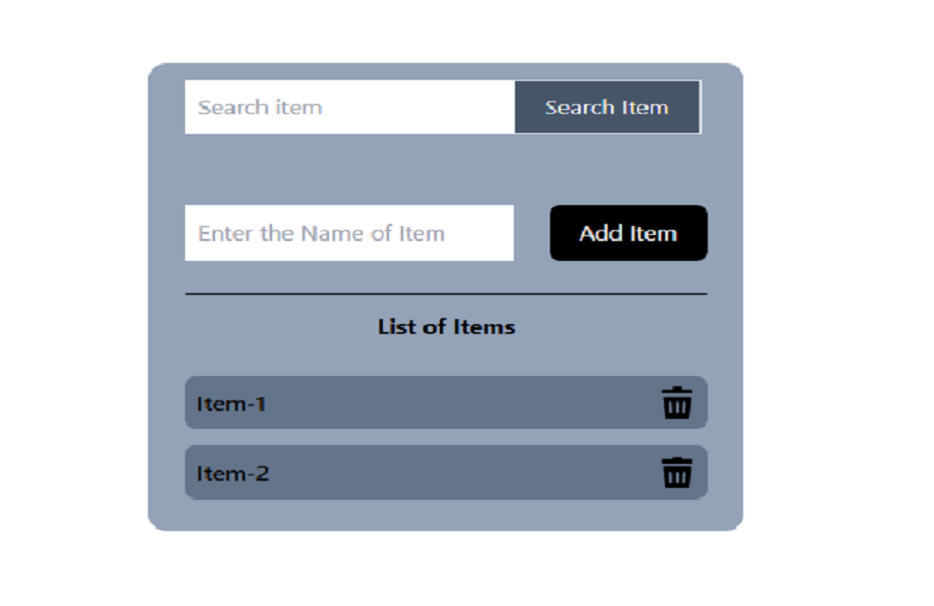 Search item
Search Item
Enter the Name of Item
Add Item
List of Items
Item-1
Item-2